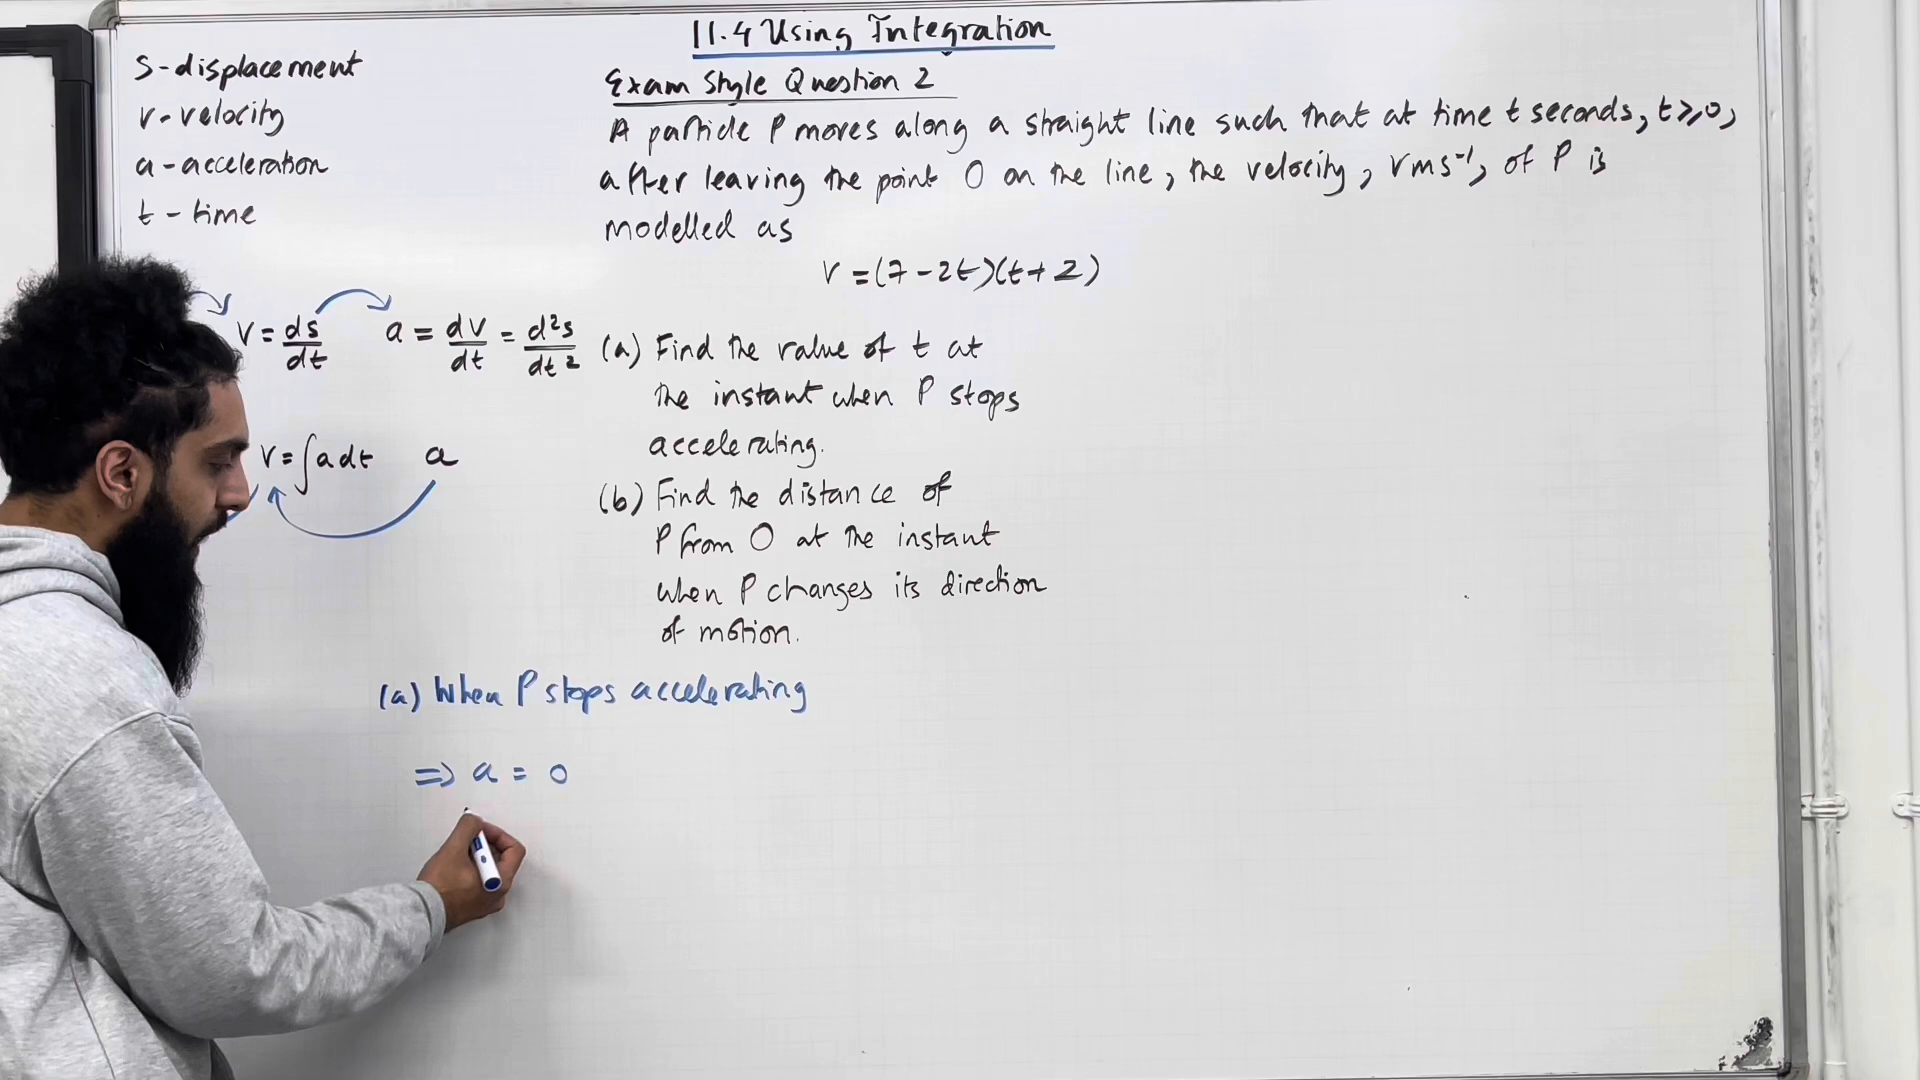 11.4 Using Integration
s-displacement
v-velocity
a-acceleration
t-time
v = ds/dt
a = dv/dt = d²s/dt²
v = ∫a dt
a
Exam Style Question 2
A particle P moves along a straight line such that at time t seconds, t≥0,
after leaving the point O on the line, the velocity, v ms⁻¹, of P is
modelled as
v = (7-2t)(t+2)
(a) Find the value of t at
the instant when P stops
accelerating.
(b) Find the distance of
P from O at the instant
when P changes its direction
of motion.
(a) When P stops accelerating
⇒ a = 0